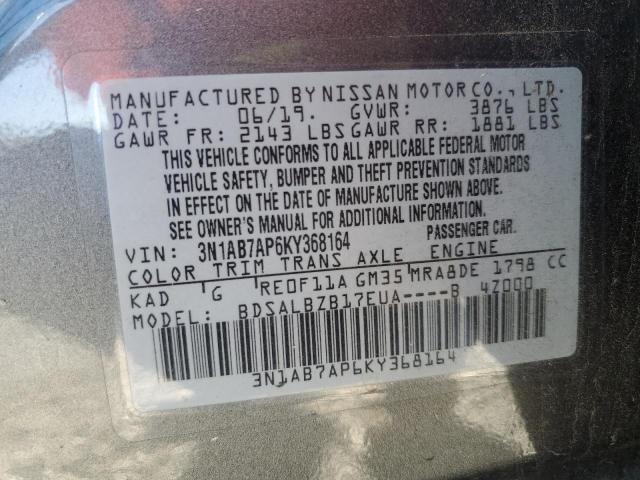 MANUFACTURED BY NISSAN MOTOR CO., LTD.
DATE: 06/19. GVWR: 3876 LBS
GAWR FR: 2143 LBS GAWR RR: 1881 LBS
THIS VEHICLE CONFORMS TO ALL APPLICABLE FEDERAL MOTOR
VEHICLE SAFETY, BUMPER AND THEFT PREVENTION STANDARDS
IN EFFECT ON THE DATE OF MANUFACTURE SHOWN ABOVE.
SEE OWNER'S MANUAL FOR ADDITIONAL INFORMATION.
VIN: 3N1AB7AP6KY368164 PASSENGER CAR.
COLOR TRIM TRANS AXLE ENGINE
KAD G RE0F11A GM35 MRA8DE 1798 CC
MODEL: BDSALBZB17EUA----B 4Z000
3N1AB7AP6KY368164